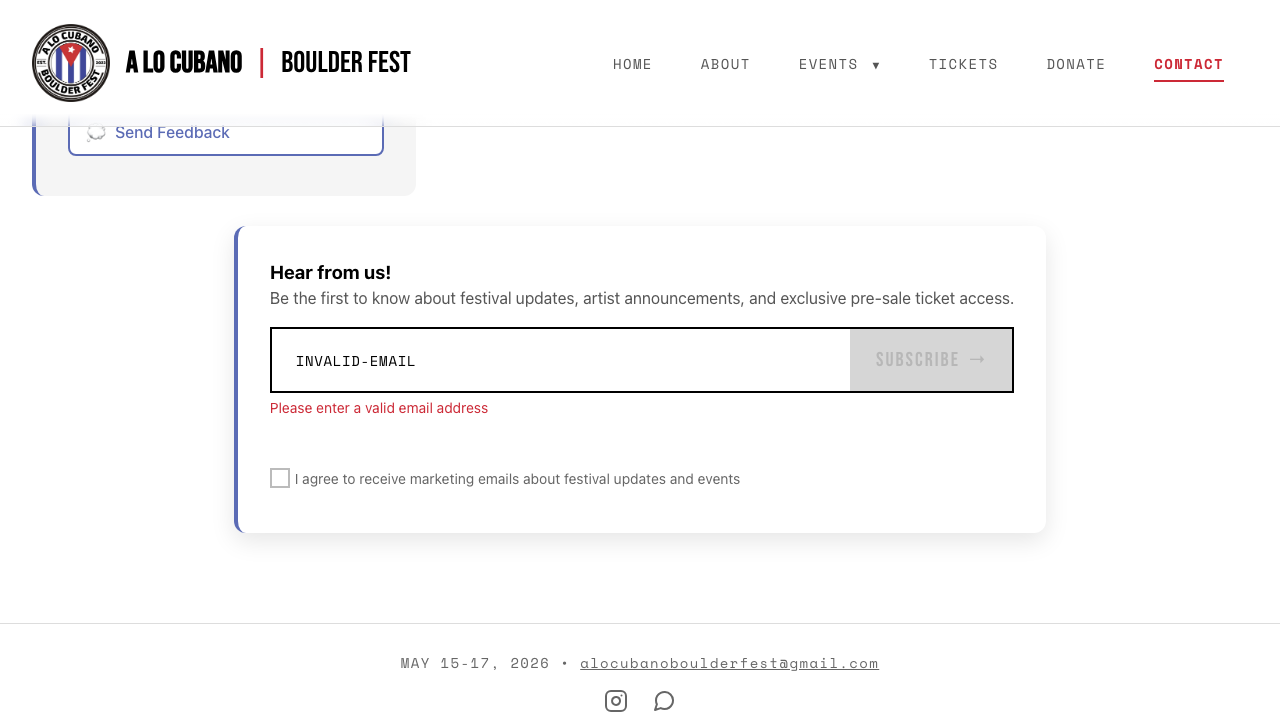 A LO CUBANO
EST. 2023
BOULDER FEST
A LO CUBANO | BOULDER FEST
HOME ABOUT EVENTS ▼ TICKETS DONATE CONTACT
Send Feedback
Hear from us!
Be the first to know about festival updates, artist announcements, and exclusive pre-sale ticket access.
INVALID-EMAIL SUBSCRIBE →
Please enter a valid email address
I agree to receive marketing emails about festival updates and events
MAY 15-17, 2026 • alocubanoboulderfest@gmail.com